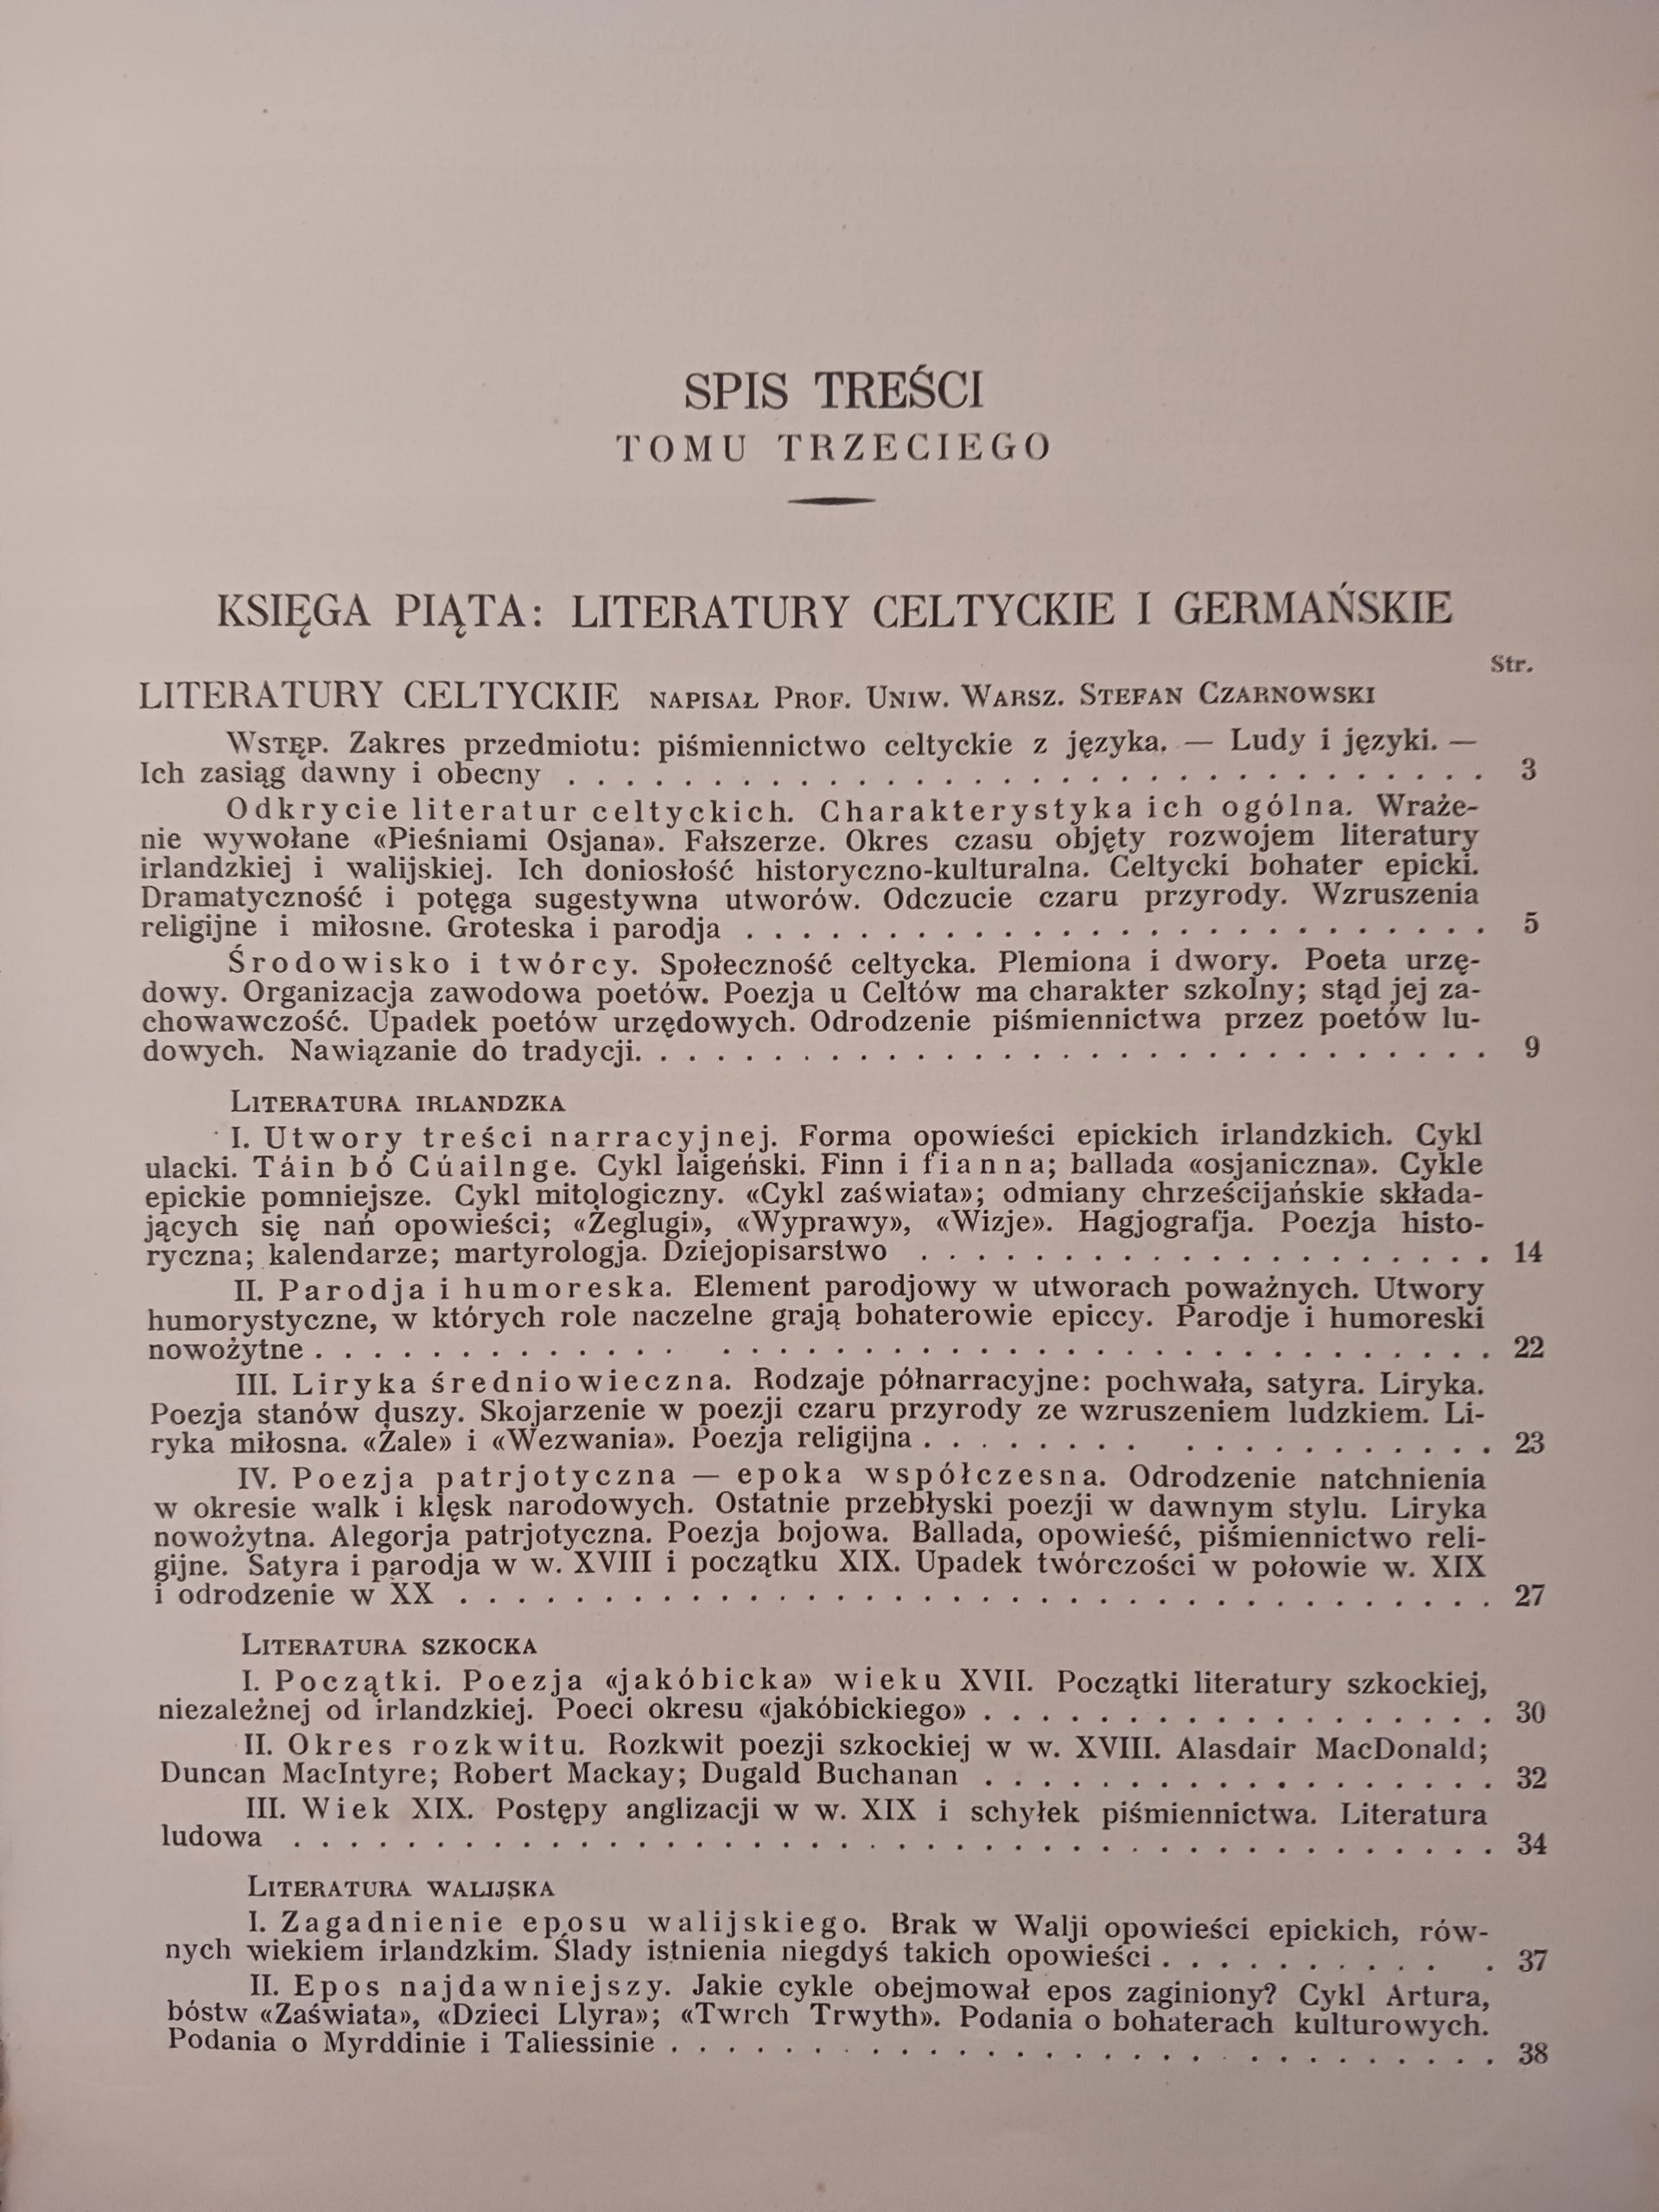 SPIS TREŚCI
TOMU TRZECIEGO
KSIĘGA PIĄTA: LITERATURY CELTYCKIE I GERMAŃSKIE
Str.
LITERATURY CELTYCKIE NAPISAŁ PROF. UNIW. WARSZ. STEFAN CZARNOWSKI
WSTĘP. Zakres przedmiotu: piśmiennictwo celtyckie z języka. — Ludy i języki. —
Ich zasiąg dawny i obecny . . . . . . . . . . . . . . . . . . . . . . . . . . . . . . . . 3
Odkrycie literatur celtyckich. Charakterystyka ich ogólna. Wraże-
nie wywołane «Pieśniami Osjana». Fałszerze. Okres czasu objęty rozwojem literatury
irlandzkiej i walijskiej. Ich doniosłość historyczno-kulturalna. Celtycki bohater epicki.
Dramatyczność i potęga sugestywna utworów. Odczucie czaru przyrody. Wzruszenia
religijne i miłosne. Groteska i parodja . . . . . . . . . . . . . . . . . . . . . . . . . . 5
Środowisko i twórcy. Społeczność celtycka. Plemiona i dwory. Poeta urzę-
dowy. Organizacja zawodowa poetów. Poezja u Celtów ma charakter szkolny; stąd jej za-
chowawczość. Upadek poetów urzędowych. Odrodzenie piśmiennictwa przez poetów lu-
dowych. Nawiązanie do tradycji. . . . . . . . . . . . . . . . . . . . . . . . . . . . . . 9
LITERATURA IRLANDZKA
I. Utwory treści narracyjnej. Forma opowieści epickich irlandzkich. Cykl
ulacki. Táin bó Cúailnge. Cykl laigeński. Finn i fianna; ballada «osjaniczna». Cykle
epickie pomniejsze. Cykl mitologiczny. «Cykl zaświata»; odmiany chrześcijańskie składa-
jących się nań opowieści; «Żeglugi», «Wyprawy», «Wizje». Hagjografja. Poezja histo-
ryczna; kalendarze; martyrologja. Dziejopisarstwo . . . . . . . . . . . . . . . . . . . . 14
II. Parodja i humoreska. Element parodjowy w utworach poważnych. Utwory
humorystyczne, w których role naczelne grają bohaterowie epiccy. Parodje i humoreski
nowożytne . . . . . . . . . . . . . . . . . . . . . . . . . . . . . . . . . . . . . . . . 22
III. Liryka średniowieczna. Rodzaje półnarracyjne: pochwała, satyra. Liryka.
Poezja stanów duszy. Skojarzenie w poezji czaru przyrody ze wzruszeniem ludzkiem. Li-
ryka miłosna. «Żale» i «Wezwania». Poezja religijna . . . . . . . . . . . . . . . . . . . 23
IV. Poezja patrjotyczna — epoka współczesna. Odrodzenie natchnienia
w okresie walk i klęsk narodowych. Ostatnie przebłyski poezji w dawnym stylu. Liryka
nowożytna. Alegorja patrjotyczna. Poezja bojowa. Ballada, opowieść, piśmiennictwo reli-
gijne. Satyra i parodja w w. XVIII i początku XIX. Upadek twórczości w połowie w. XIX
i odrodzenie w XX . . . . . . . . . . . . . . . . . . . . . . . . . . . . . . . . . . . . 27
LITERATURA SZKOCKA
I. Początki. Poezja «jakóbicka» wieku XVII. Początki literatury szkockiej,
niezależnej od irlandzkiej. Poeci okresu «jakóbickiego» . . . . . . . . . . . . . . . . . . 30
II. Okres rozkwitu. Rozkwit poezji szkockiej w w. XVIII. Alasdair MacDonald;
Duncan MacIntyre; Robert Mackay; Dugald Buchanan . . . . . . . . . . . . . . . . . . 32
III. Wiek XIX. Postępy anglizacji w w. XIX i schyłek piśmiennictwa. Literatura
ludowa . . . . . . . . . . . . . . . . . . . . . . . . . . . . . . . . . . . . . . . . . . 34
LITERATURA WALIJSKA
I. Zagadnienie eposu walijskiego. Brak w Walji opowieści epickich, rów-
nych wiekiem irlandzkim. Ślady istnienia niegdyś takich opowieści . . . . . . . . . . . 37
II. Epos najdawniejszy. Jakie cykle obejmował epos zaginiony? Cykl Artura,
bóstw «Zaświata», «Dzieci Llyra»; «Twrch Trwyth». Podania o bohaterach kulturowych.
Podania o Myrddinie i Taliessinie . . . . . . . . . . . . . . . . . . . . . . . . . . . . . 38